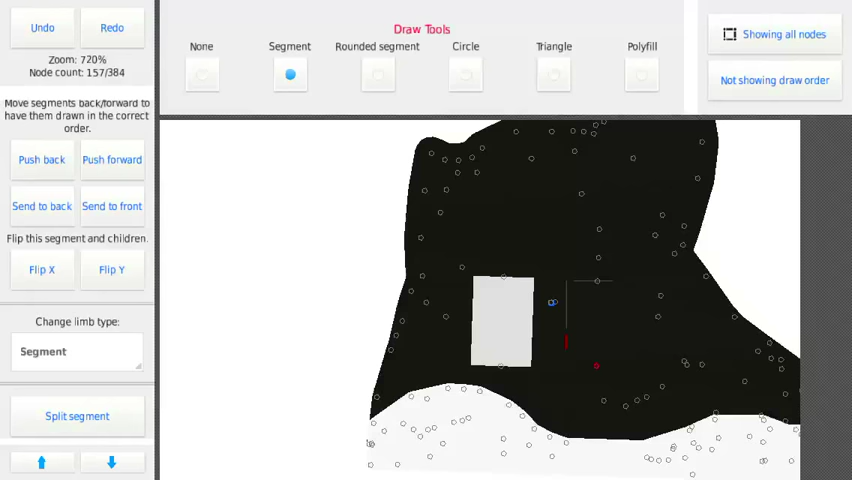 Undo
Redo
Zoom: 720%
Node count: 157/384
Move segments back/forward to
have them drawn in the correct
order.
Push back
Push forward
Send to back
Send to front
Flip this segment and children.
Flip X
Flip Y
Change limb type:
Segment
Split segment
Draw Tools
None
Segment
Rounded segment
Circle
Triangle
Polyfill
Showing all nodes
Not showing draw order